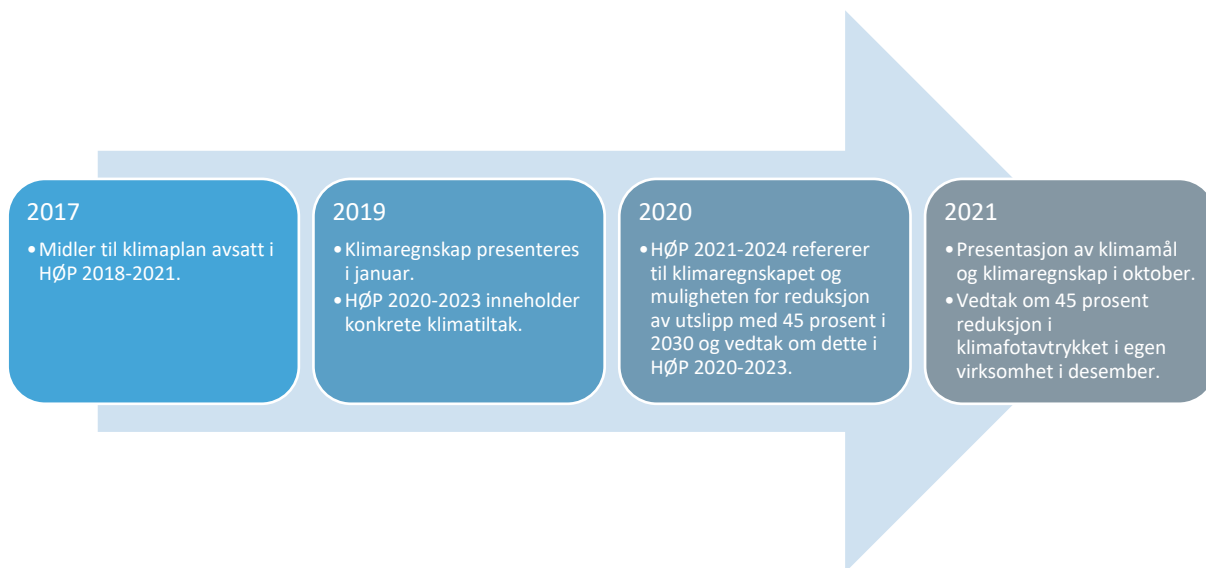 2017
•Midler til klimaplan avsatt i
HØP 2018-2021.
2019
•Klimaregnskap presenteres
i januar.
•HØP 2020-2023 inneholder
konkrete klimatiltak.
2020
•HØP 2021-2024 refererer
til klimaregnskapet og
muligheten for reduksjon
av utslipp med 45 prosent i
2030 og vedtak om dette i
HØP 2020-2023.
2021
•Presentasjon av klimamål
og klimaregnskap i oktober.
•Vedtak om 45 prosent
reduksjon i
klimafotavtrykket i egen
virksomhet i desember.